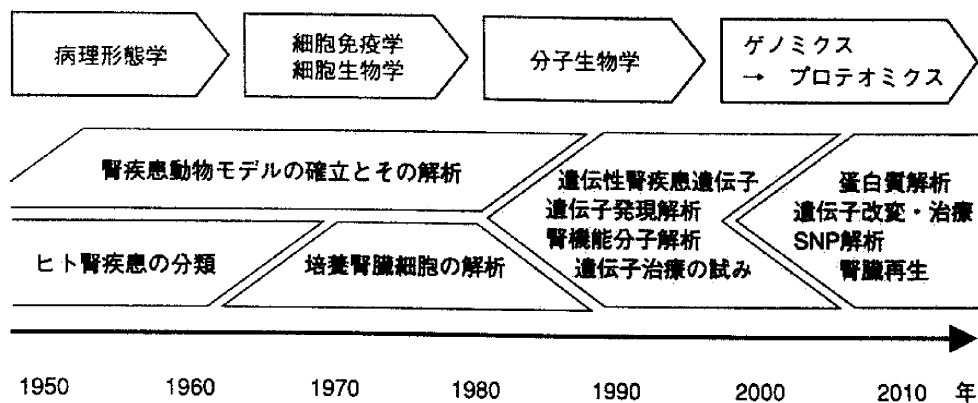 病理形態学
細胞免疫学
細胞生物学
分子生物学
ゲノミクス
→ プロテオミクス
腎疾患動物モデルの確立とその解析
ヒト腎疾患の分類
培養腎臓細胞の解析
遺伝性腎疾患遺伝子
遺伝子発現解析
腎機能分子解析
遺伝子治療の試み
蛋白質解析
遺伝子改変・治療
SNP解析
腎臓再生
1950 1960 1970 1980 1990 2000 2010 年